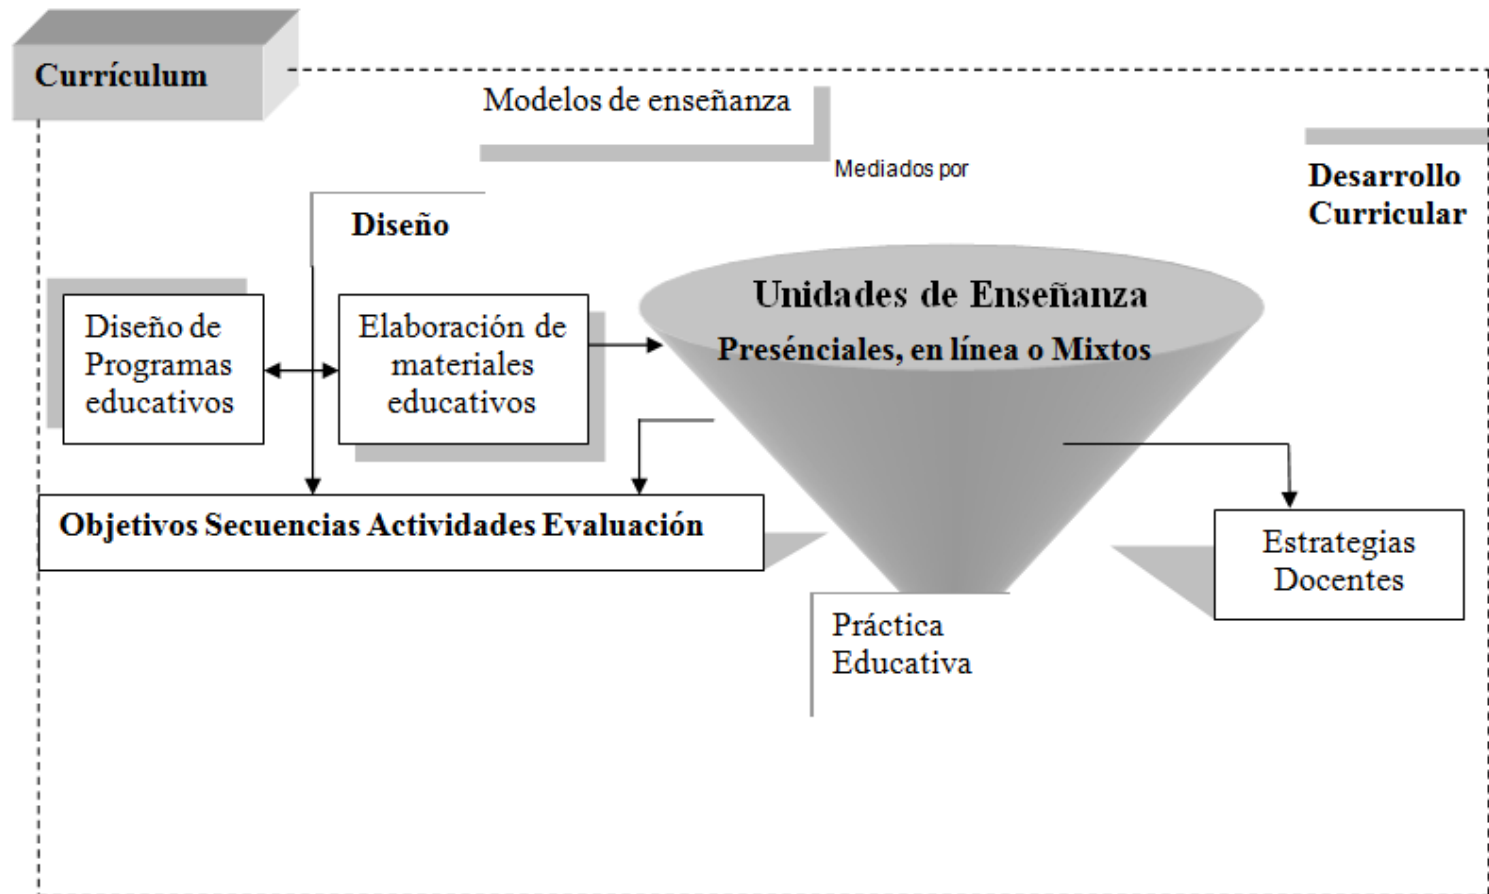 Currículum
Modelos de enseñanza
Mediados por
Desarrollo
Curricular
Diseño
Unidades de Enseñanza
Presénciales, en línea o Mixtos
Diseño de
Programas
educativos
Elaboración de
materiales
educativos
Objetivos Secuencias Actividades Evaluación
Estrategias
Docentes
Práctica
Educativa